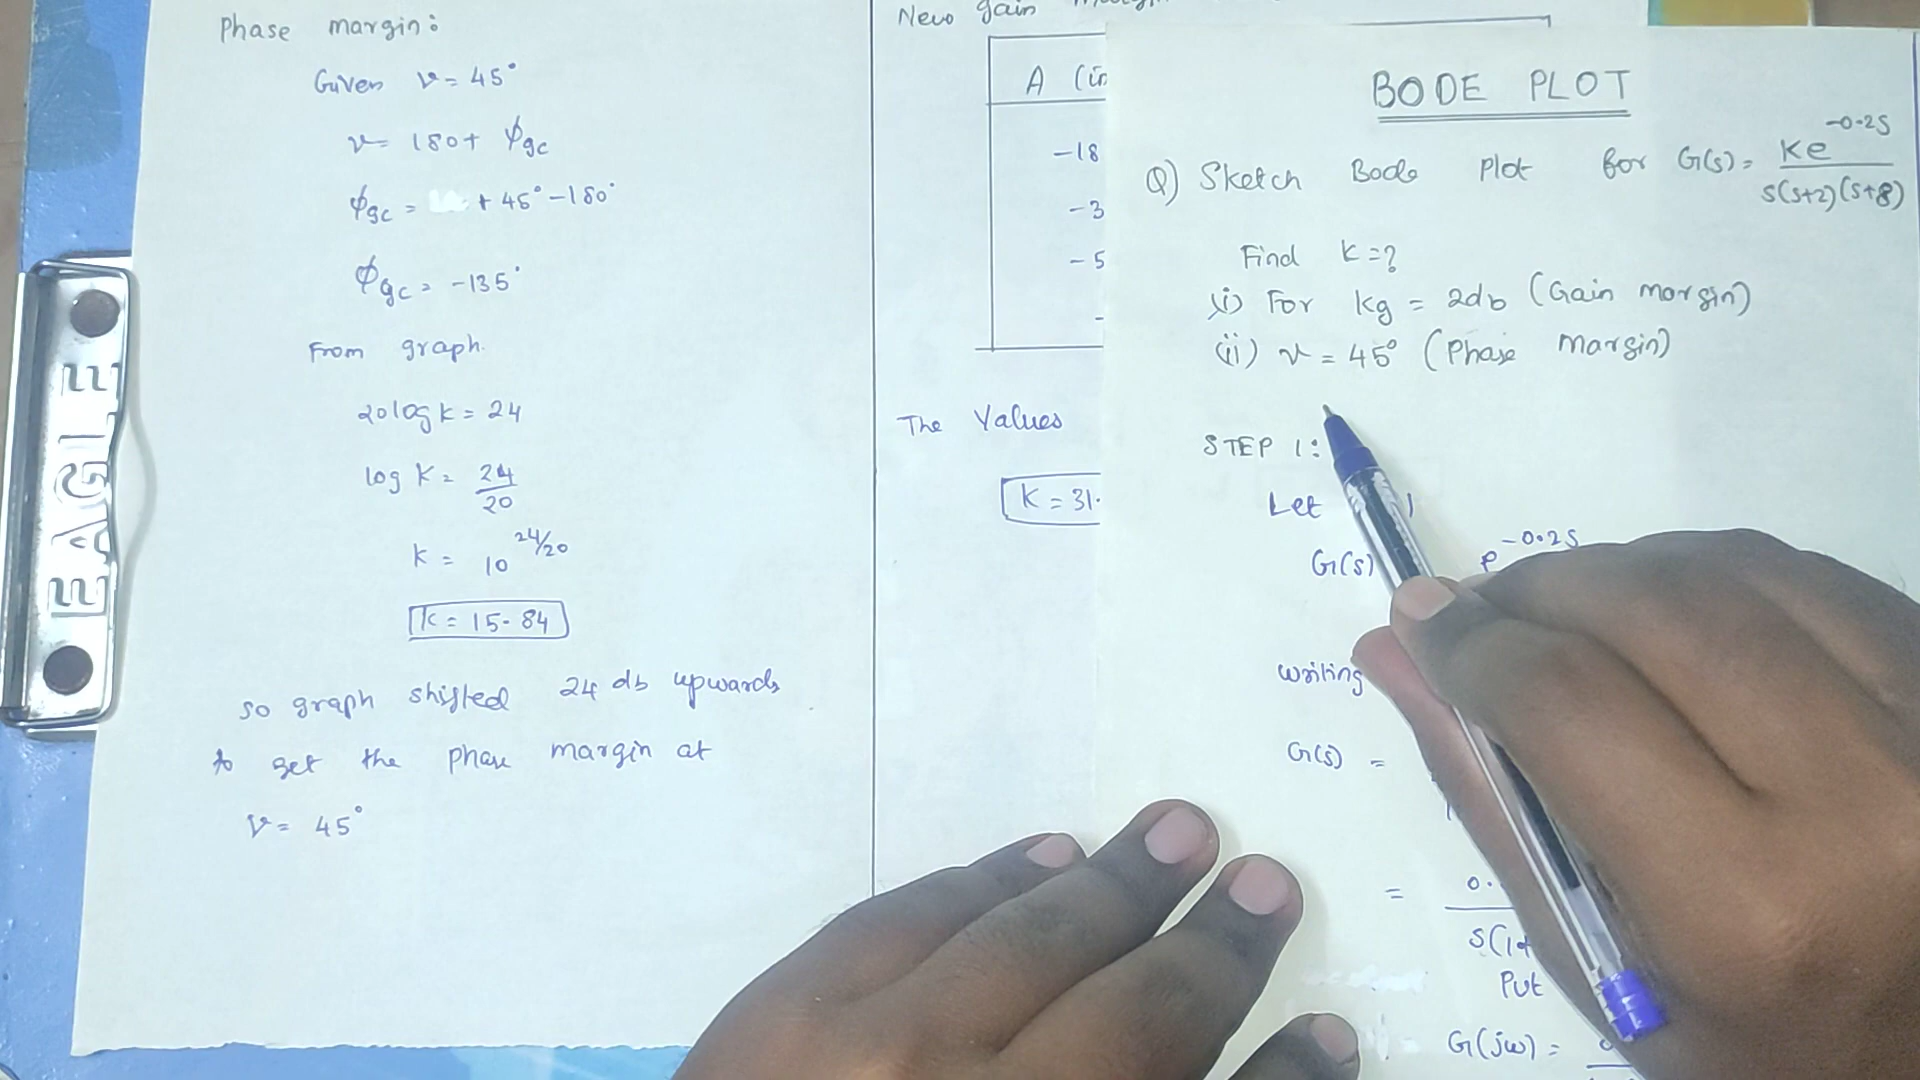 Phase margin:
Given γ = 45°
γ = 180 + φgc
φgc = + 45° - 180°
φgc = -135°
From graph.
20log k = 24
log k = 24/20
k = 10^24/20
k = 15.84
so graph shifted 24 db upwards
to get the phase margin at
γ = 45°
EAGLE
New gain
A (in
-18
-3
-5
The Values
K = 31.
BODE PLOT
Q) Sketch Bode Plot for G(s) = Ke^-0.2s / s(s+2)(s+8)
Find K = ?
(i) For Kg = 2db (Gain margin)
(ii) γ = 45° (Phase margin)
STEP 1:
Let 1
G(s) e^-0.2s
writing
G(s) =
= 0.
S(1+
Put
G(jω) =